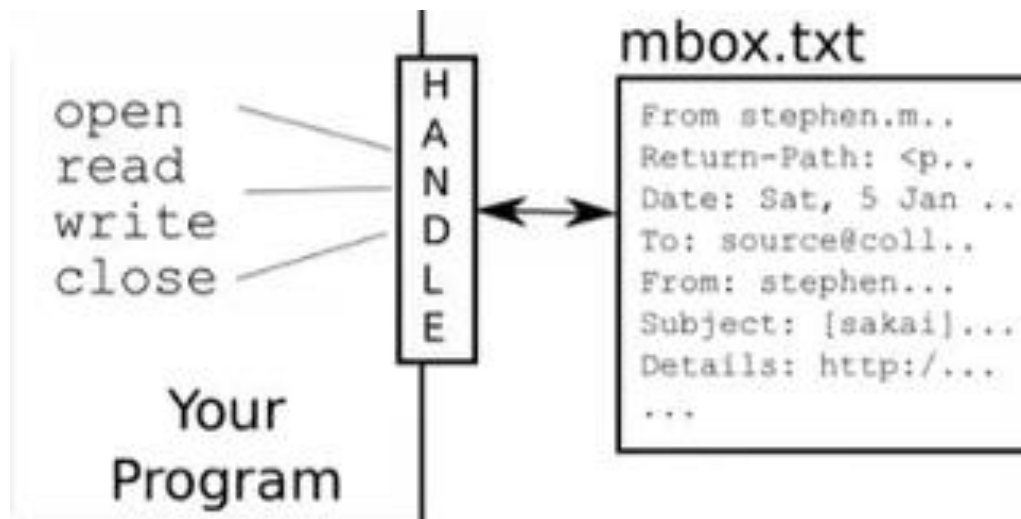 open
read
write
close
Your
Program
HANDLE
mbox.txt
From stephen.m..
Return-Path: <p..
Date: Sat, 5 Jan ..
To: source@coll..
From: stephen...
Subject: [sakai]...
Details: http:/...
...